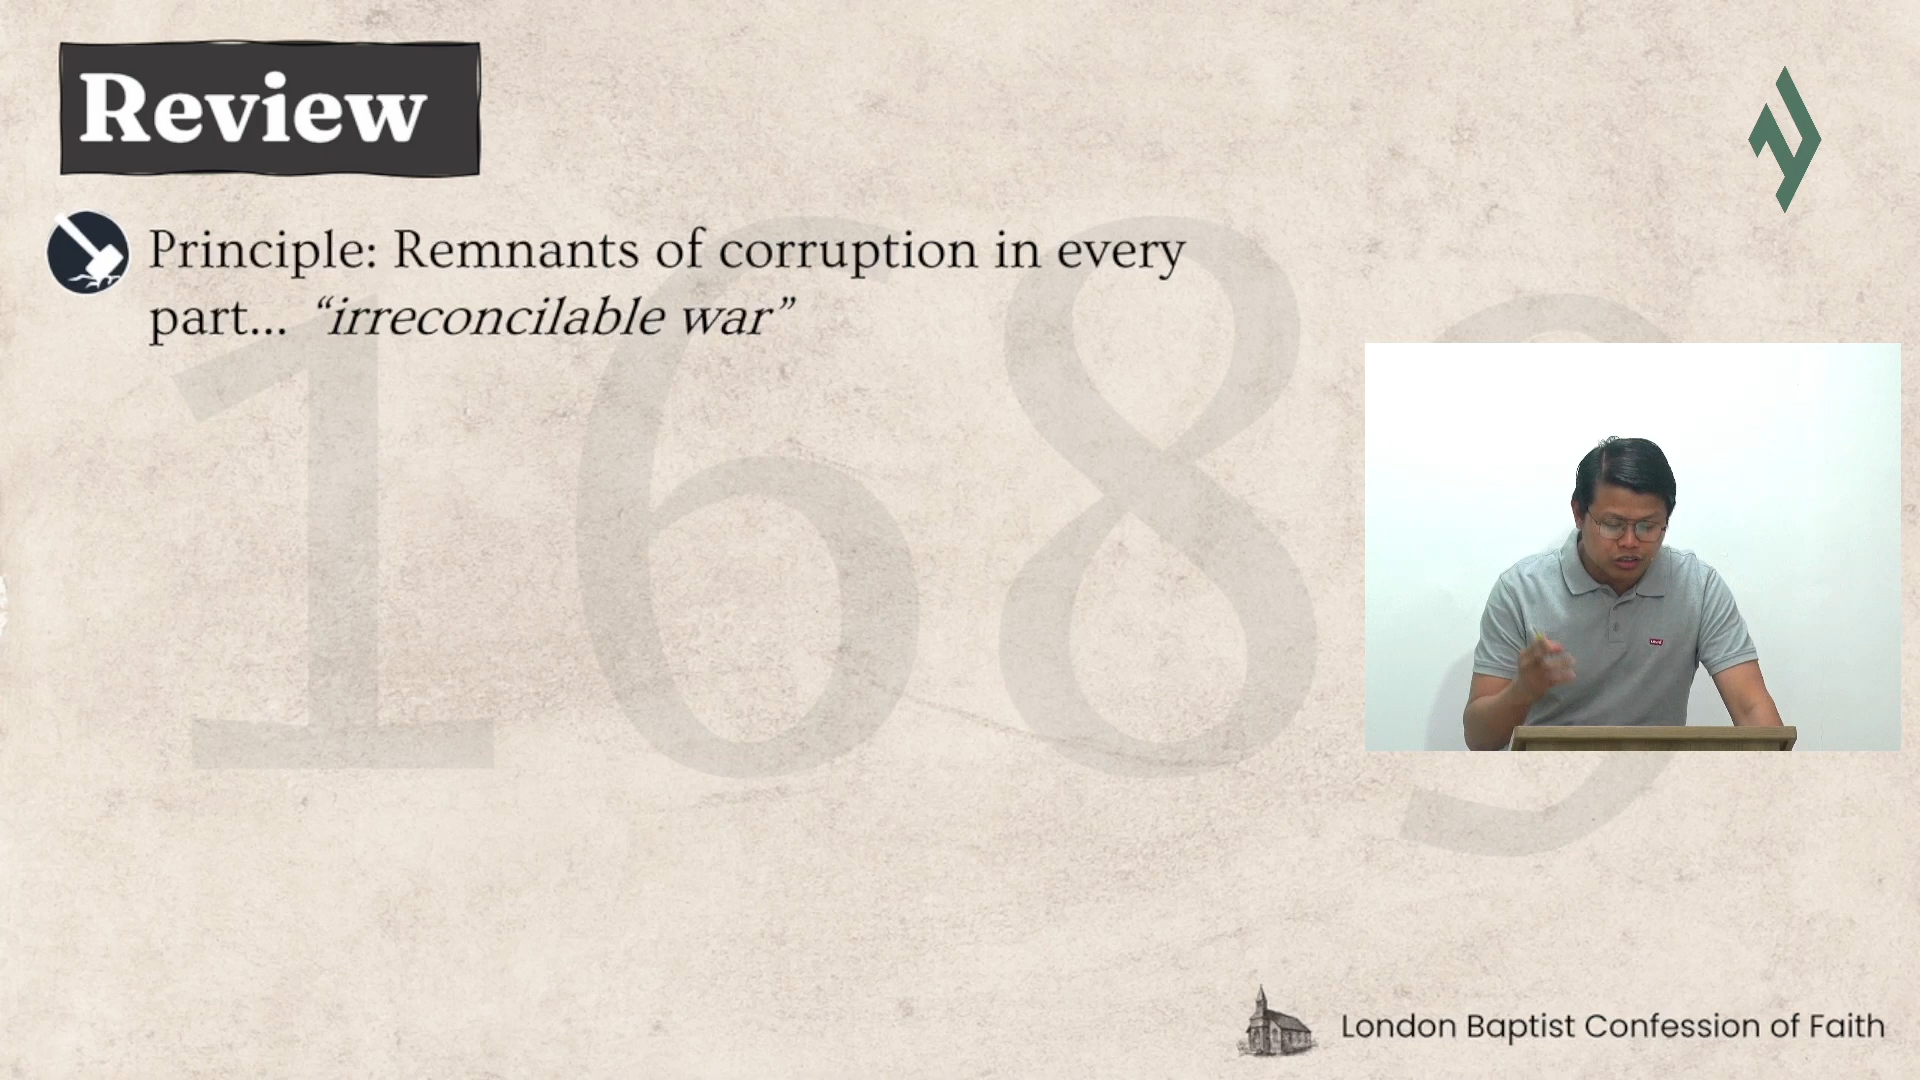 Review
Principle: Remnants of corruption in every
part... “irreconcilable war”
1689
London Baptist Confession of Faith